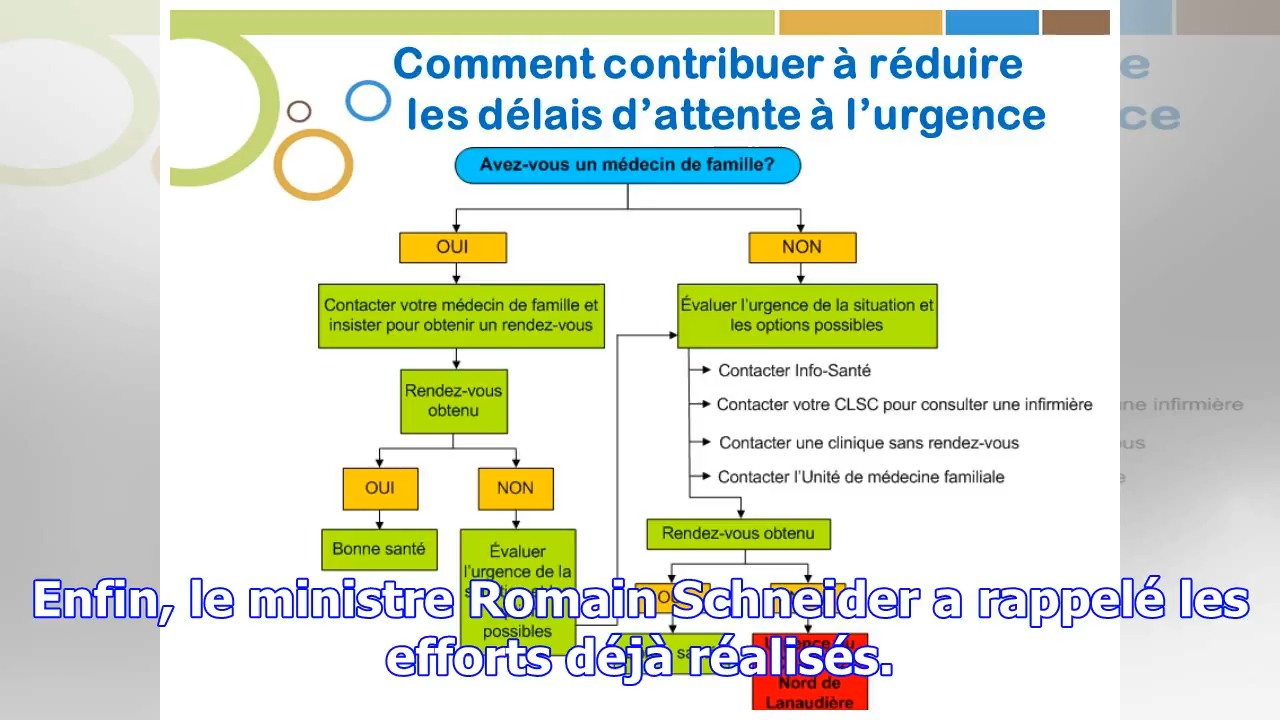 Comment contribuer à réduire
les délais d'attente à l'urgence
Avez-vous un médecin de famille?
OUI
NON
Contacter votre médecin de famille et
insister pour obtenir un rendez-vous
Évaluer l'urgence de la situation et
les options possibles
Contacter Info-Santé
Contacter votre CLSC pour consulter une infirmière
Contacter une clinique sans rendez-vous
Contacter l'Unité de médecine familiale
Rendez-vous
obtenu
OUI
NON
Bonne santé
Évaluer
l'urgence de la
possibles
Rendez-vous obtenu
Nord de
Lanaudière
Enfin, le ministre Romain Schneider a rappelé les
efforts déjà réalisés.